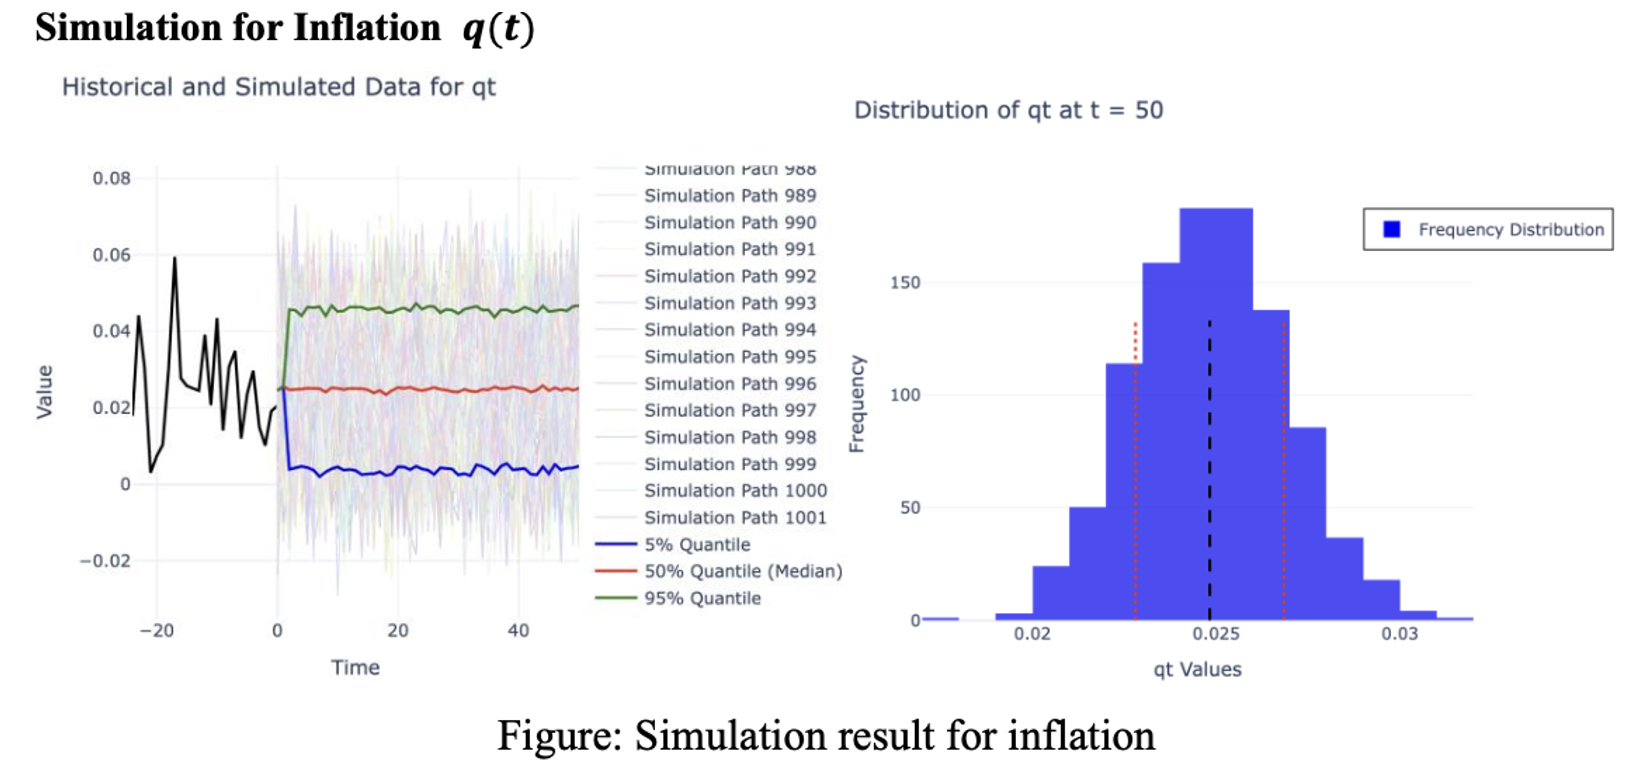 Simulation for Inflation q(t)
Historical and Simulated Data for qt
Value
0.08
0.06
0.04
0.02
0
−0.02
−20
0
20
40
Time
Simulation Path 988
Simulation Path 989
Simulation Path 990
Simulation Path 991
Simulation Path 992
Simulation Path 993
Simulation Path 994
Simulation Path 995
Simulation Path 996
Simulation Path 997
Simulation Path 998
Simulation Path 999
Simulation Path 1000
Simulation Path 1001
5% Quantile
50% Quantile (Median)
95% Quantile
Distribution of qt at t = 50
Frequency
150
100
50
0
0.02
0.025
0.03
qt Values
Frequency Distribution
Figure: Simulation result for inflation